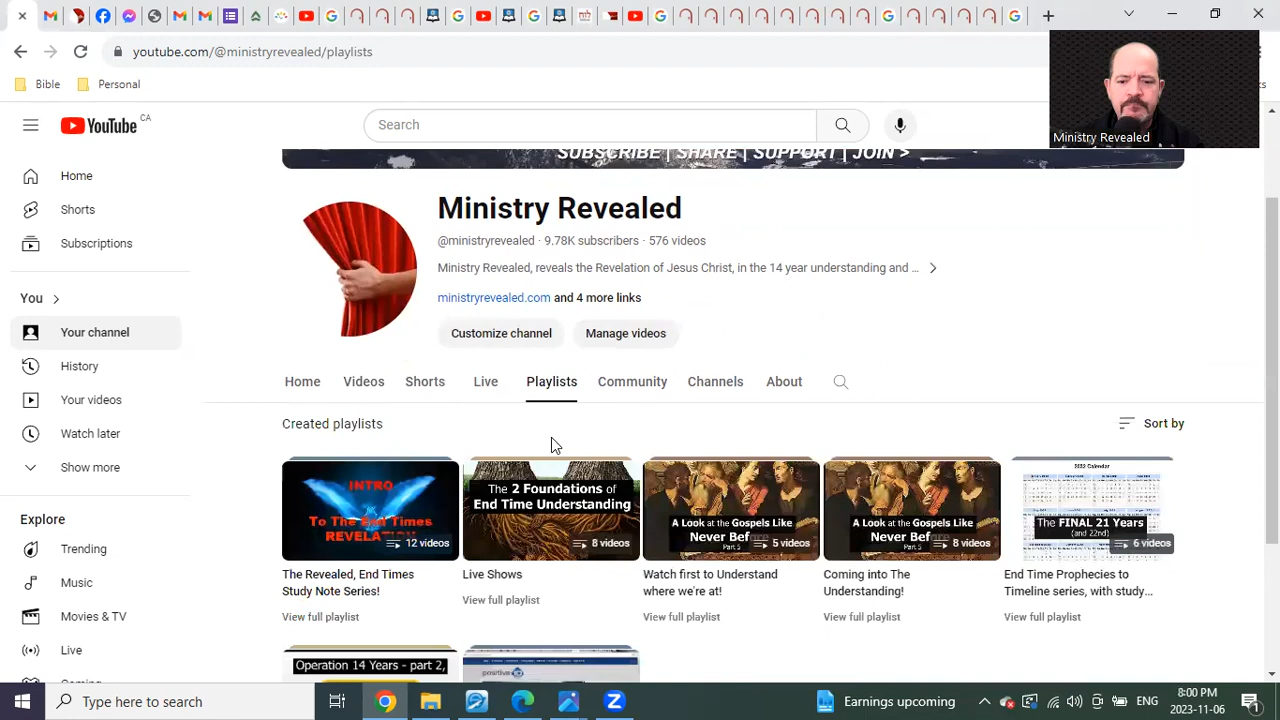 youtube.com/@ministryrevealed/playlists
Bible
Personal
Ministry Revealed
YouTube CA
Search
SUBSCRIBE | SHARE | SUPPORT | JOIN >
Home
Shorts
Subscriptions
You
Your channel
History
Your videos
Watch later
Show more
Explore
Trending
Music
Movies & TV
Live
Ministry Revealed
@ministryrevealed · 9.78K subscribers · 576 videos
Ministry Revealed, reveals the Revelation of Jesus Christ, in the 14 year understanding and ...
ministryrevealed.com and 4 more links
Customize channel
Manage videos
Home
Videos
Shorts
Live
Playlists
Community
Channels
About
Created playlists
Sort by
INTRO
To The End Times
REVELATION
12 videos
The Revealed, End Times
Study Note Series!
View full playlist
The 2 Foundations of
End Time Understanding
8 videos
Live Shows
View full playlist
A Look at the Gospels Like
Never Before
Part 5
5 videos
Watch first to Understand
where we're at!
View full playlist
A Look at the Gospels Like
Never Before
Part 5
8 videos
Coming into The
Understanding!
View full playlist
The FINAL 21 Years
(and 22nd)
6 videos
End Time Prophecies to
Timeline series, with study...
View full playlist
Operation 14 Years - part 2,
Type here to search
Earnings upcoming
ENG
8:00 PM
2023-11-06